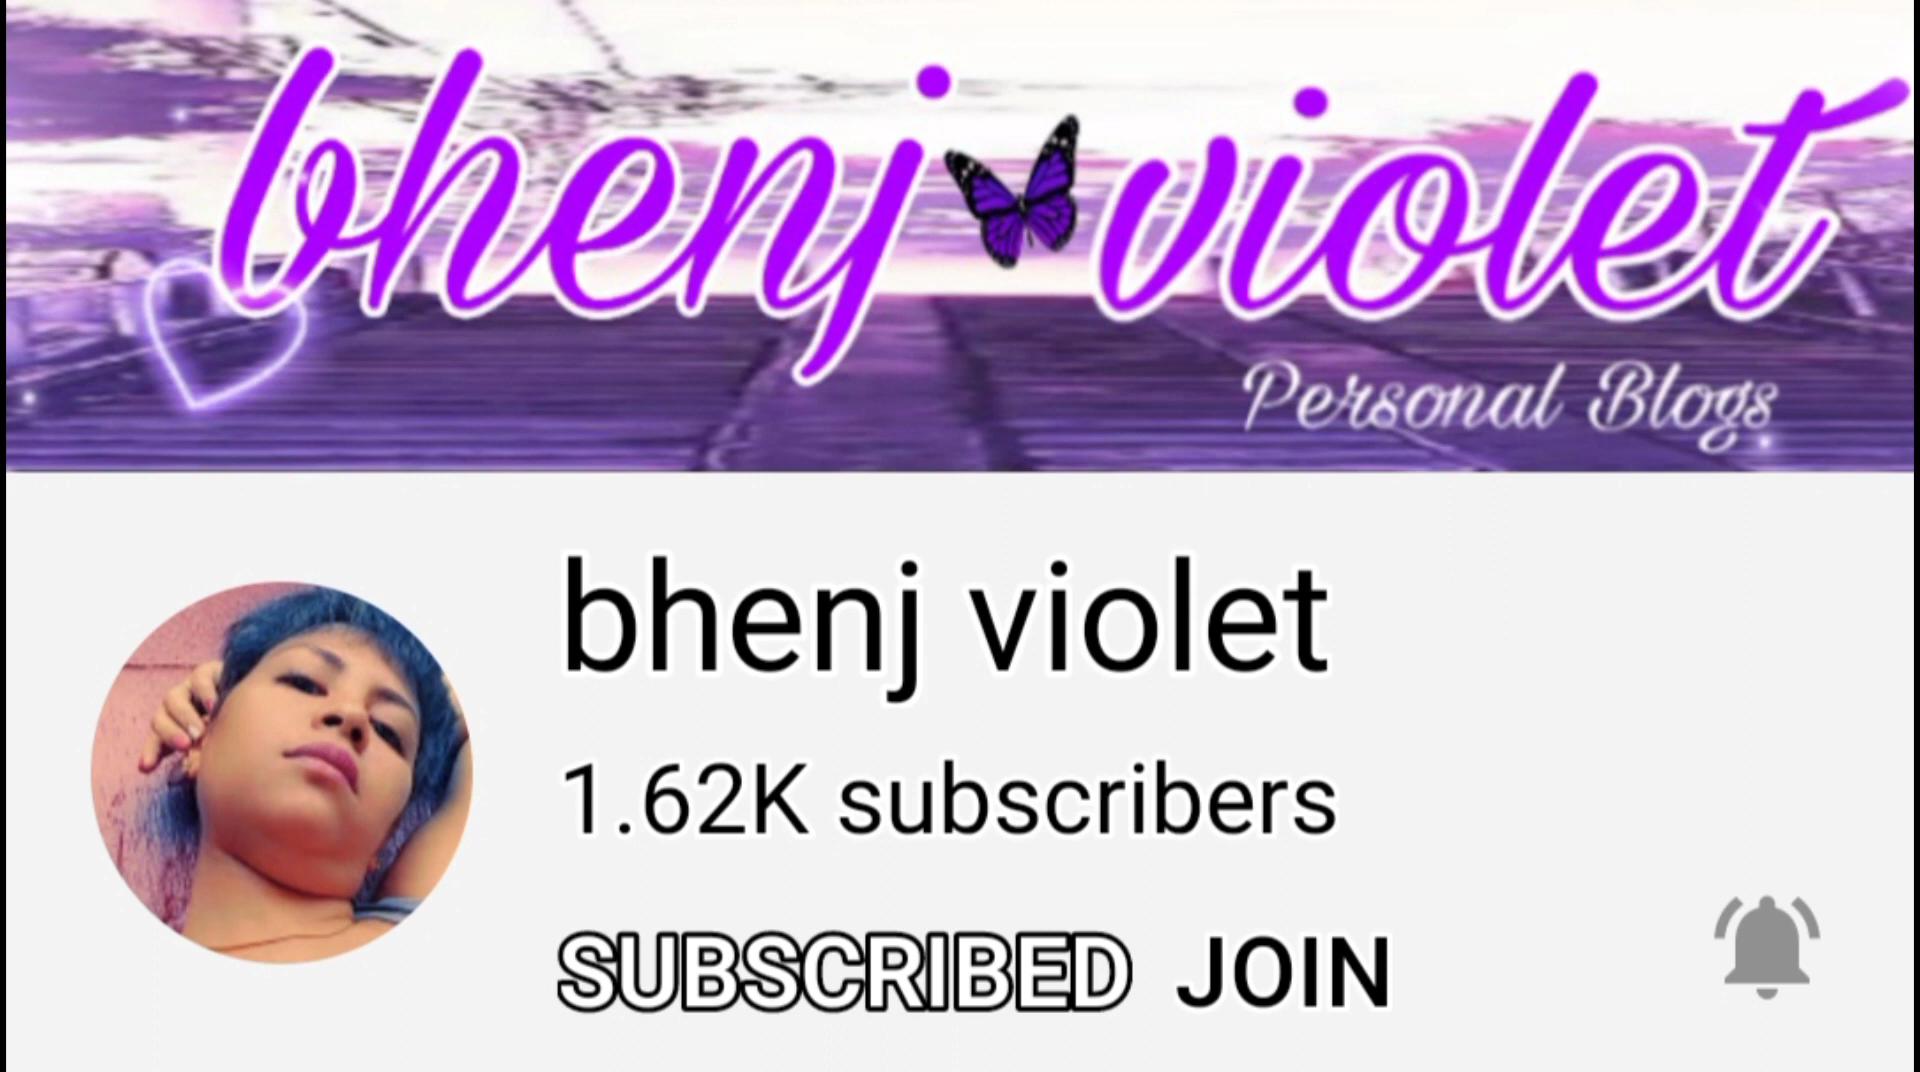 bhenj violet
Personal Blogs
bhenj violet
1.62K subscribers
SUBSCRIBED JOIN